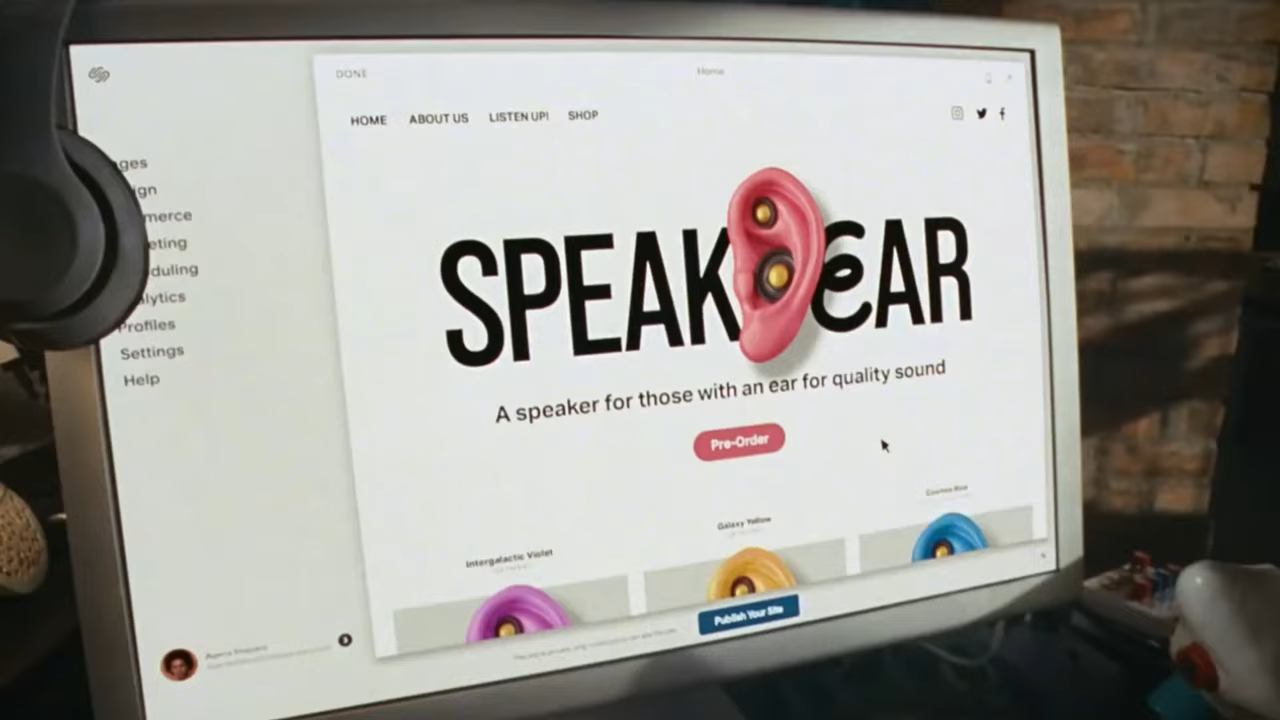 DONE
Home
HOME ABOUT US LISTEN UP! SHOP
ges
ign
merce
eting
duling
lytics
Profiles
Settings
Help
SPEAK EAR
A speaker for those with an ear for quality sound
Pre-Order
Intergalactic Violet
Galaxy Yellow
Publish Your Site